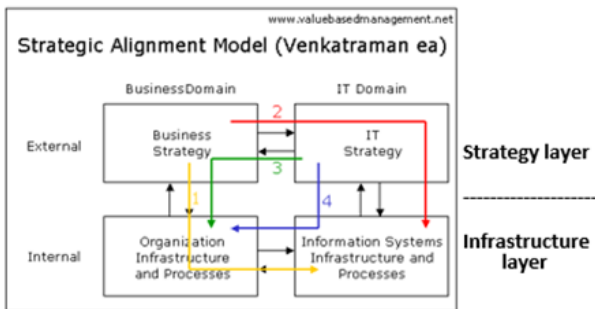 www.valuebasedmanagement.net
Strategic Alignment Model (Venkatraman ea)
BusinessDomain
IT Domain
2
External
Business
Strategy
IT
Strategy
Strategy layer
3
1
4
Internal
Organization
Infrastructure
and Processes
Information Systems
Infrastructure and
Processes
Infrastructure
layer